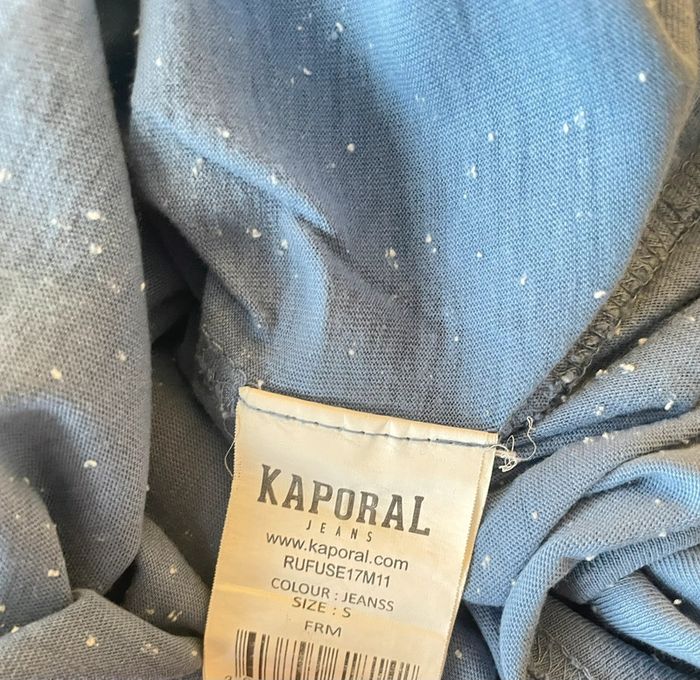 KAPORAL
JEANS
www.kaporal.com
RUFUSE17M11
COLOUR : JEANSS
SIZE : S
FRM